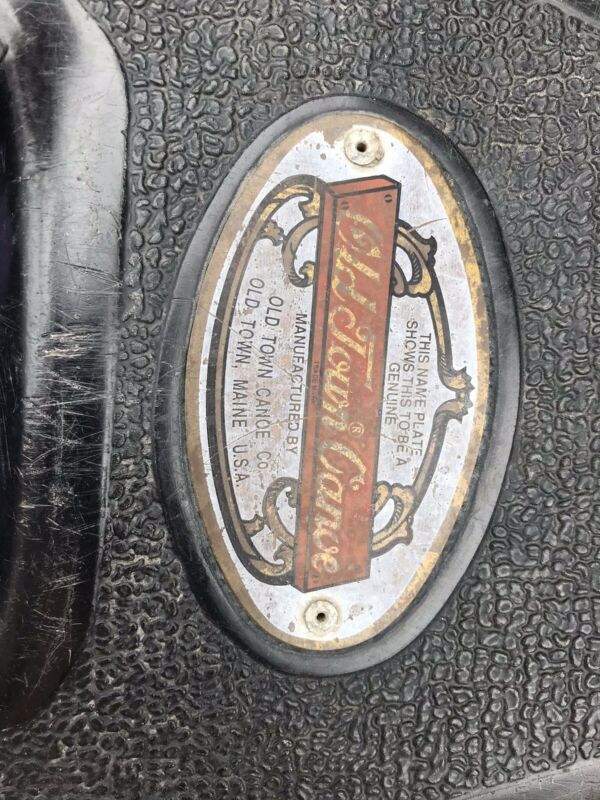 THIS NAME PLATE
SHOWS THIS TO BE A
GENUINE
Old Town® Canoe
MANUFACTURED BY
OLD TOWN CANOE Co.
OLD TOWN, MAINE U.S.A.